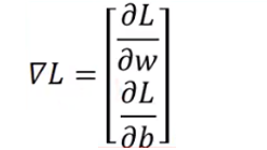 ∇L = [ ∂L/∂w
∂L/∂b ]